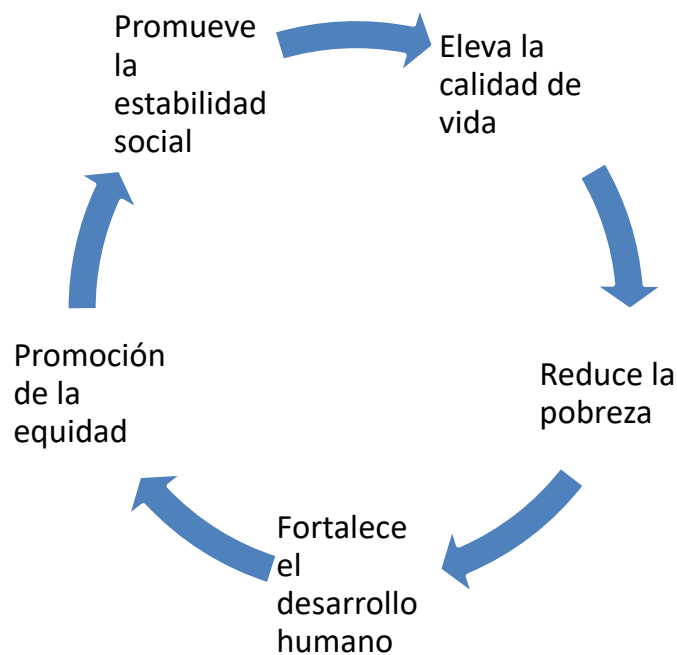 Promueve
la
estabilidad
social
Eleva la
calidad de
vida
Reduce la
pobreza
Fortalece
el
desarrollo
humano
Promoción
de la
equidad